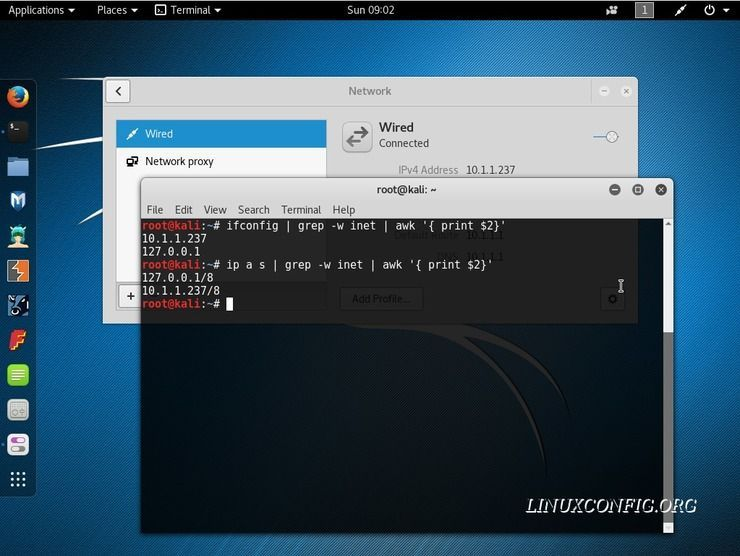 Applications Places Terminal Sun 09:02 1
Network
Wired
Network proxy
Wired
Connected
IPv4 Address 10.1.1.237
root@kali: ~
File Edit View Search Terminal Help
root@kali:~# ifconfig | grep -w inet | awk '{ print $2}'
10.1.1.237
127.0.0.1
root@kali:~# ip a s | grep -w inet | awk '{ print $2}'
127.0.0.1/8
10.1.1.237/8
root@kali:~#
Add Profile...
LINUXCONFIG.ORG